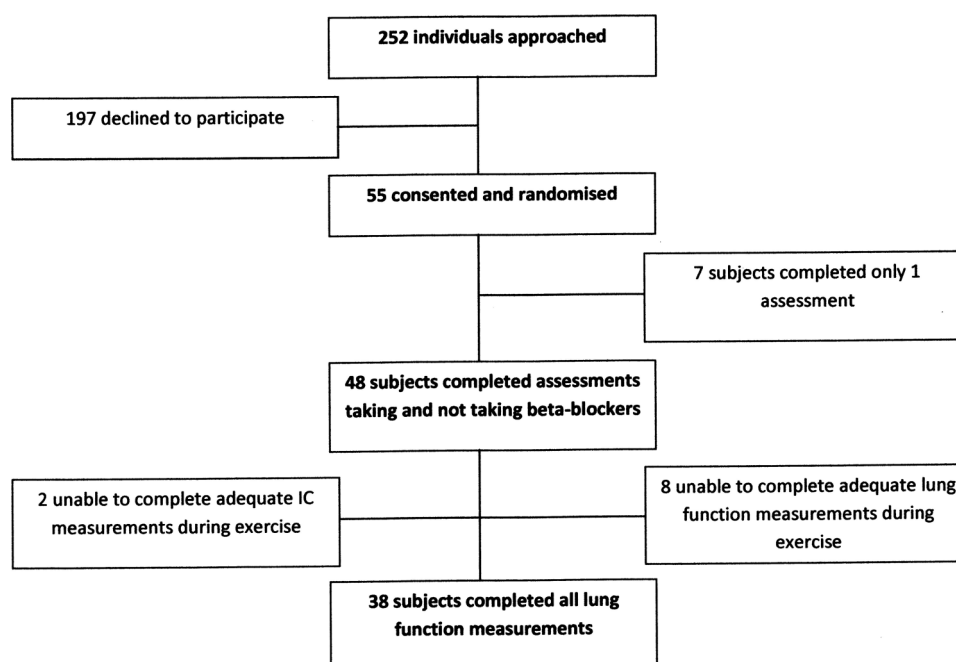 252 individuals approached
197 declined to participate
55 consented and randomised
7 subjects completed only 1
assessment
48 subjects completed assessments
taking and not taking beta-blockers
2 unable to complete adequate IC
measurements during exercise
8 unable to complete adequate lung
function measurements during
exercise
38 subjects completed all lung
function measurements